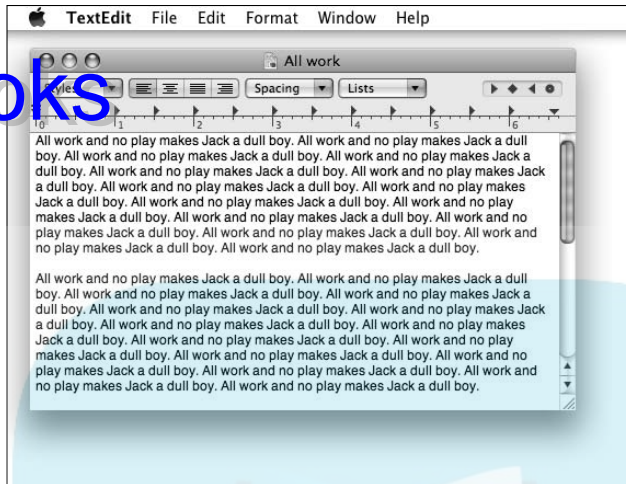 TextEdit File Edit Format Window Help
All work
oks
Spacing Lists
0 1 2 3 4 5 6
All work and no play makes Jack a dull boy. All work and no play makes Jack a dull
boy. All work and no play makes Jack a dull boy. All work and no play makes Jack a
dull boy. All work and no play makes Jack a dull boy. All work and no play makes Jack
a dull boy. All work and no play makes Jack a dull boy. All work and no play makes
Jack a dull boy. All work and no play makes Jack a dull boy. All work and no play
makes Jack a dull boy. All work and no play makes Jack a dull boy. All work and no
play makes Jack a dull boy. All work and no play makes Jack a dull boy. All work and
no play makes Jack a dull boy. All work and no play makes Jack a dull boy.
All work and no play makes Jack a dull boy. All work and no play makes Jack a dull
boy. All work and no play makes Jack a dull boy. All work and no play makes Jack a
dull boy. All work and no play makes Jack a dull boy. All work and no play makes Jack
a dull boy. All work and no play makes Jack a dull boy. All work and no play makes
Jack a dull boy. All work and no play makes Jack a dull boy. All work and no play
makes Jack a dull boy. All work and no play makes Jack a dull boy. All work and no
play makes Jack a dull boy. All work and no play makes Jack a dull boy. All work and
no play makes Jack a dull boy. All work and no play makes Jack a dull boy.